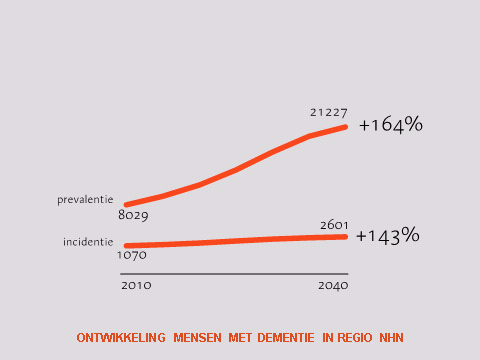 21227
+164%
prevalentie
8029
2601
+143%
incidentie
1070
2010 2040
ONTWIKKELING MENSEN MET DEMENTIE IN REGIO NHN